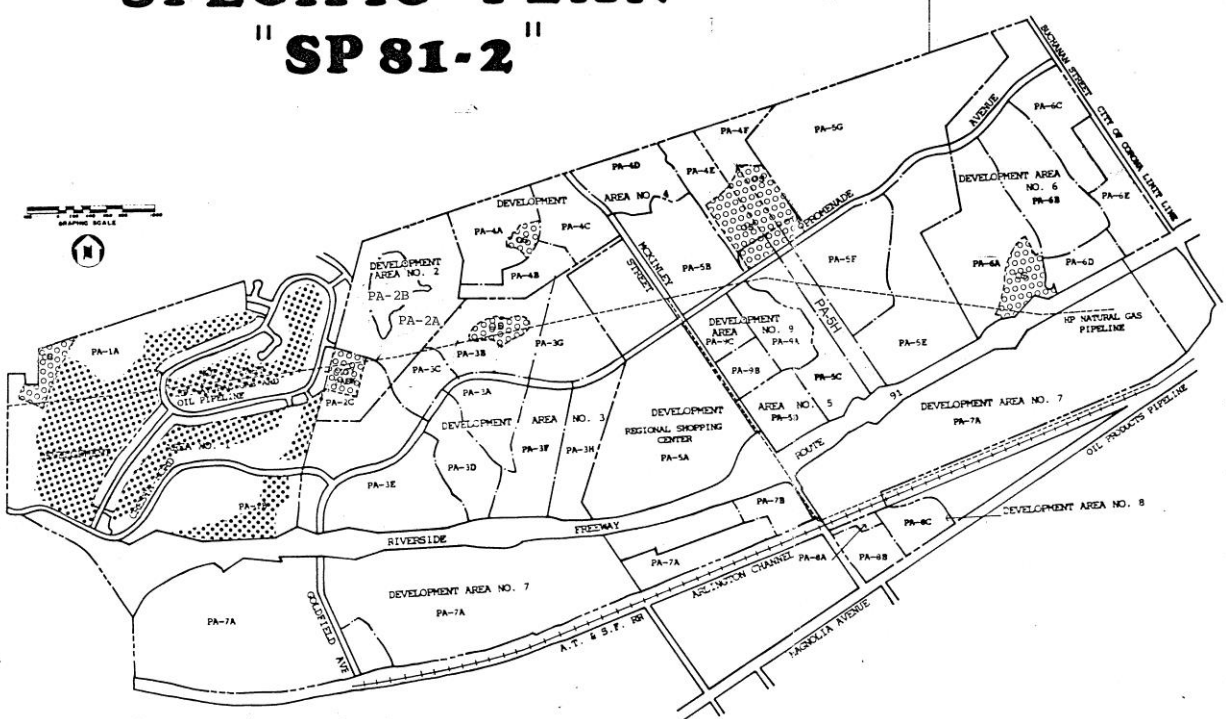 "SP 81-2"
GRAPHIC SCALE
N
BUCHANAN STREET
CITY OF CORONA LIMIT LINE
AVENUE
PROMENADE
PA-6C
PA-5G
PA-4F
PA-4D
PA-4E
DEVELOPMENT
AREA NO. 4
PA-4A
PA-4C
PA-4B
DEVELOPMENT AREA
NO. 6
PA-6B
PA-6E
PA-6A
PA-6D
MCKINLEY
STREET
PA-5B
PA-5F
PA-5H
DEVELOPMENT
AREA NO. 2
PA-2B
PA-2A
PA-3B
PA-3G
PA-3C
PA-3A
PA-2C
PA-1A
OIL PIPELINE
DEVELOPMENT
AREA
NO. 9
PA-9C
PA-9A
PA-9B
PA-5C
PA-5E
HP NATURAL GAS
PIPELINE
AREA NO. 5
PA-5D
ROUTE
91
DEVELOPMENT AREA NO. 7
PA-7A
OIL PRODUCTS PIPELINE
DEVELOPMENT AREA NO. 3
PA-3F
PA-3H
PA-3D
PA-3E
DEVELOPMENT
REGIONAL SHOPPING
CENTER
PA-5A
RIVERSIDE
FREEWAY
PA-7B
PA-7A
PA-8C
DEVELOPMENT AREA NO. 8
PA-8A
PA-8B
ARLINGTON CHANNEL
DEVELOPMENT AREA NO. 7
PA-7A
PA-7A
GOLDFIELD AVE
A.T. & S.F. RR
MAGNOLIA AVENUE